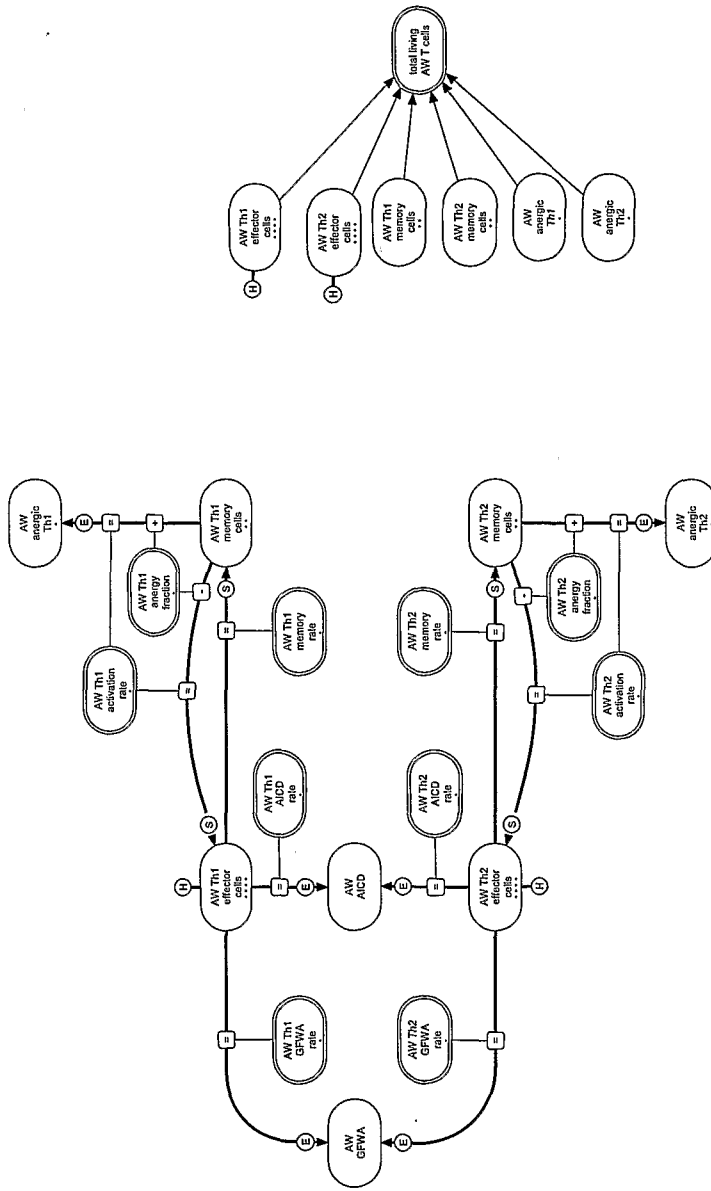 AW
anergic
Th1
E
=
+
AW Th1
activation
rate
AW Th1
anergy
fraction
=
-
S
H
AW Th1
effector
cells
AW Th1
memory
cells
=
=
S
AW Th1
GFWA
rate
=
AW Th1
AICD
rate
AW Th1
memory
rate
E
E
AW
GFWA
AW
AICD
E
E
AW Th2
GFWA
rate
AW Th2
AICD
rate
=
AW Th2
memory
rate
=
=
S
AW Th2
effector
cells
AW Th2
memory
cells
H
S
=
+
AW Th2
activation
rate
AW Th2
anergy
fraction
=
E
AW
anergic
Th2
H
AW Th1
effector
cells
H
AW Th2
effector
cells
AW Th1
memory
cells
AW Th2
memory
cells
AW
anergic
Th1
AW
anergic
Th2
total living
AW T cells